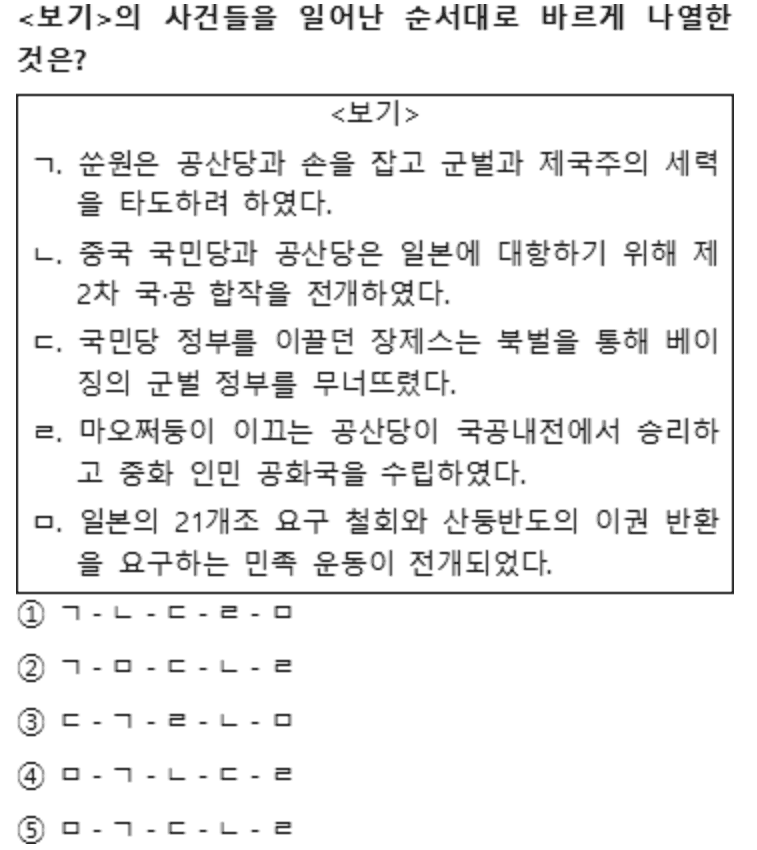 <보기>의 사건들을 일어난 순서대로 바르게 나열한
것은?
<보기>
ㄱ. 쑨원은 공산당과 손을 잡고 군벌과 제국주의 세력
을 타도하려 하였다.
ㄴ. 중국 국민당과 공산당은 일본에 대항하기 위해 제
2차 국·공 합작을 전개하였다.
ㄷ. 국민당 정부를 이끌던 장제스는 북벌을 통해 베이
징의 군벌 정부를 무너뜨렸다.
ㄹ. 마오쩌둥이 이끄는 공산당이 국공내전에서 승리하
고 중화 인민 공화국을 수립하였다.
ㅁ. 일본의 21개조 요구 철회와 산둥반도의 이권 반환
을 요구하는 민족 운동이 전개되었다.
① ㄱ - ㄴ - ㄷ - ㄹ - ㅁ
② ㄱ - ㅁ - ㄷ - ㄴ - ㄹ
③ ㄷ - ㄱ - ㄹ - ㄴ - ㅁ
④ ㅁ - ㄱ - ㄴ - ㄷ - ㄹ
⑤ ㅁ - ㄱ - ㄷ - ㄴ - ㄹ